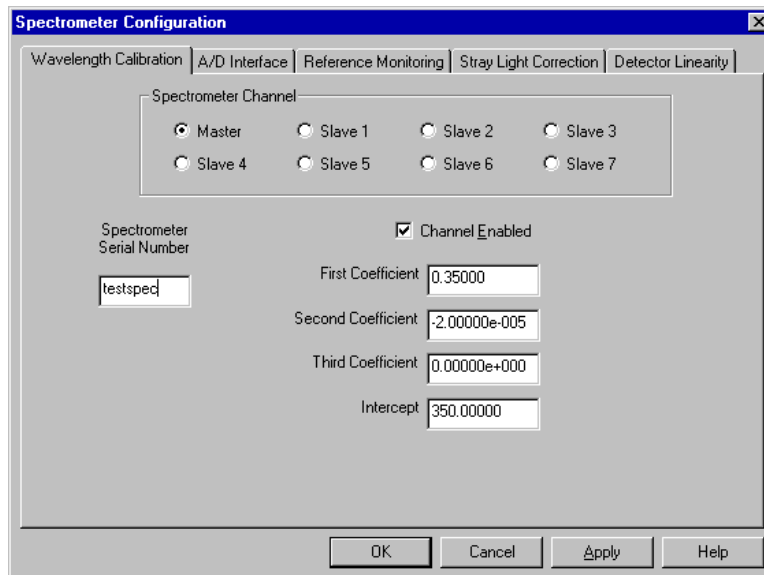 Spectrometer Configuration
Wavelength Calibration A/D Interface Reference Monitoring Stray Light Correction Detector Linearity
Spectrometer Channel
Master Slave 1 Slave 2 Slave 3
Slave 4 Slave 5 Slave 6 Slave 7
Spectrometer
Serial Number
testspec
Channel Enabled
First Coefficient 0.35000
Second Coefficient -2.00000e-005
Third Coefficient 0.00000e+000
Intercept 350.00000
OK Cancel Apply Help